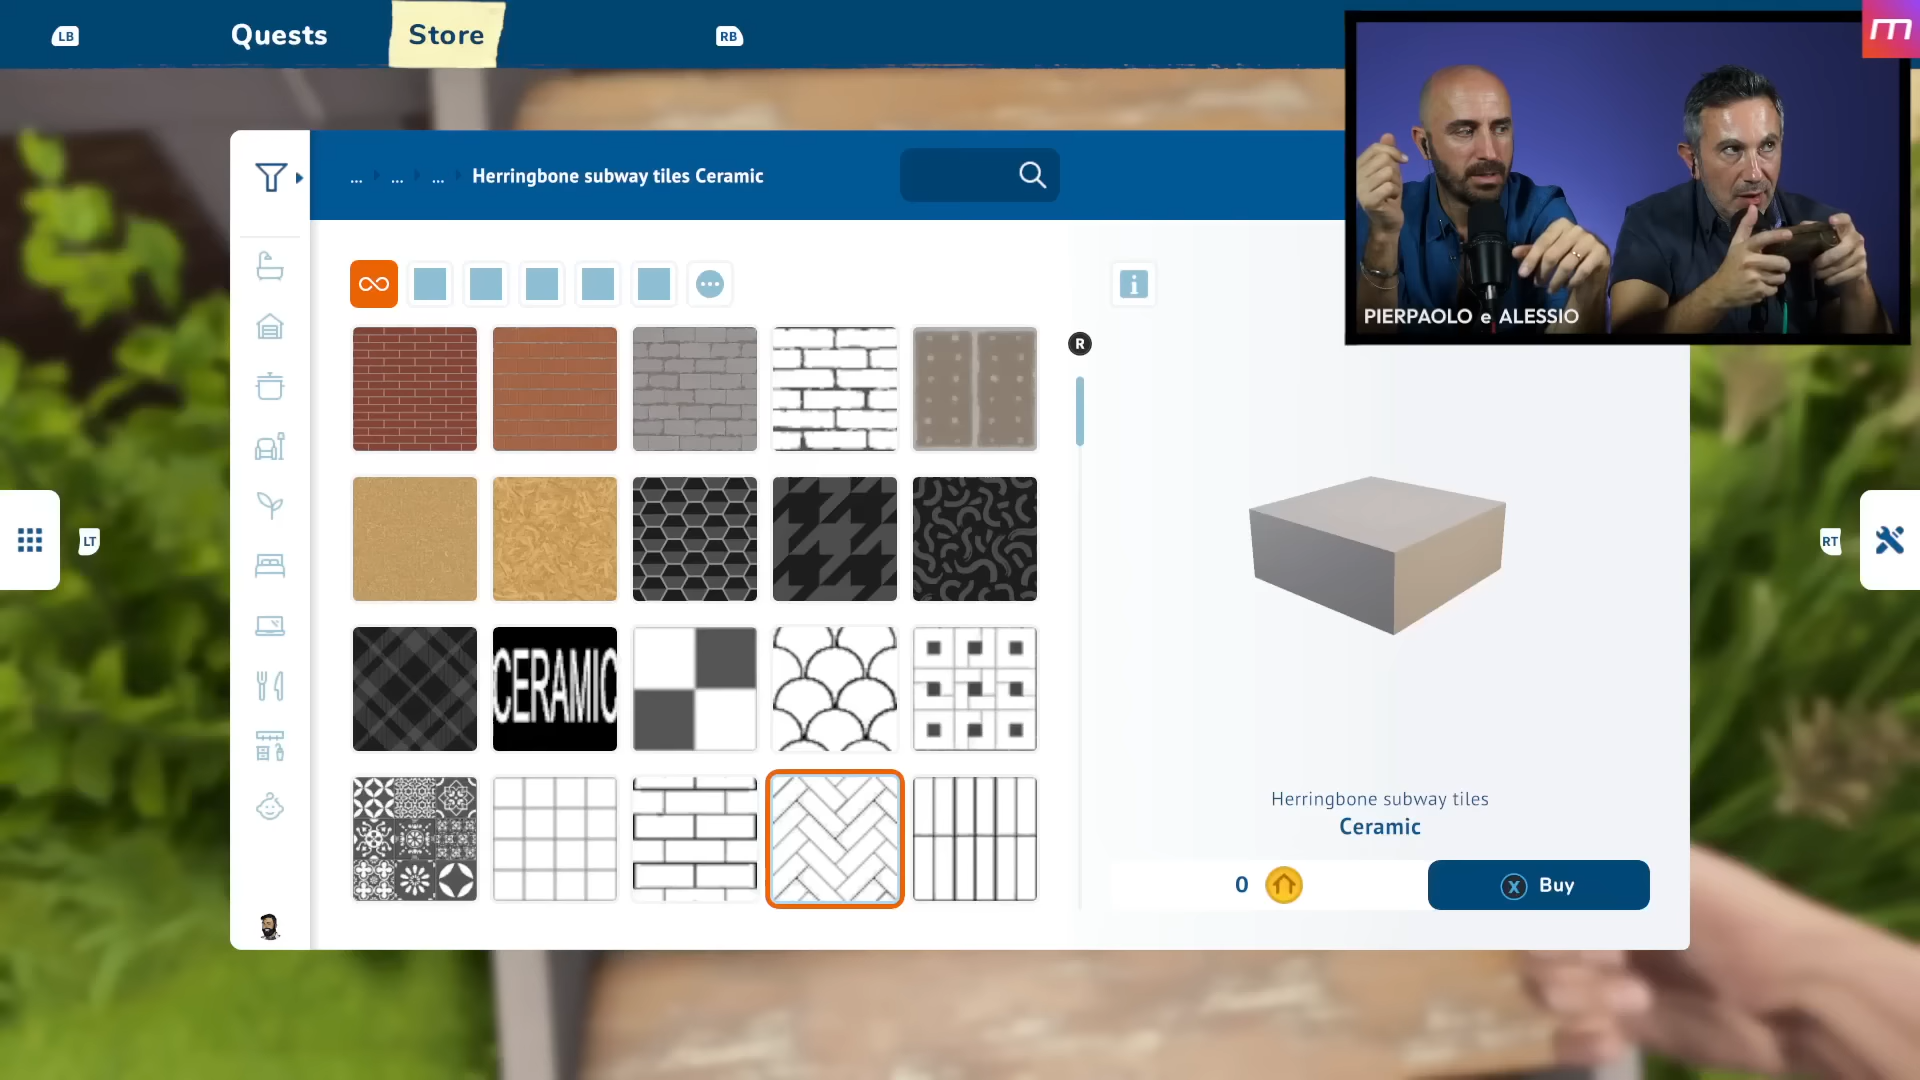 LB
Quests
Store
RB
m
... ... ... Herringbone subway tiles Ceramic
PIERPAOLO e ALESSIO
i
R
LT
RT
CERAMIC
Herringbone subway tiles
Ceramic
0
X Buy